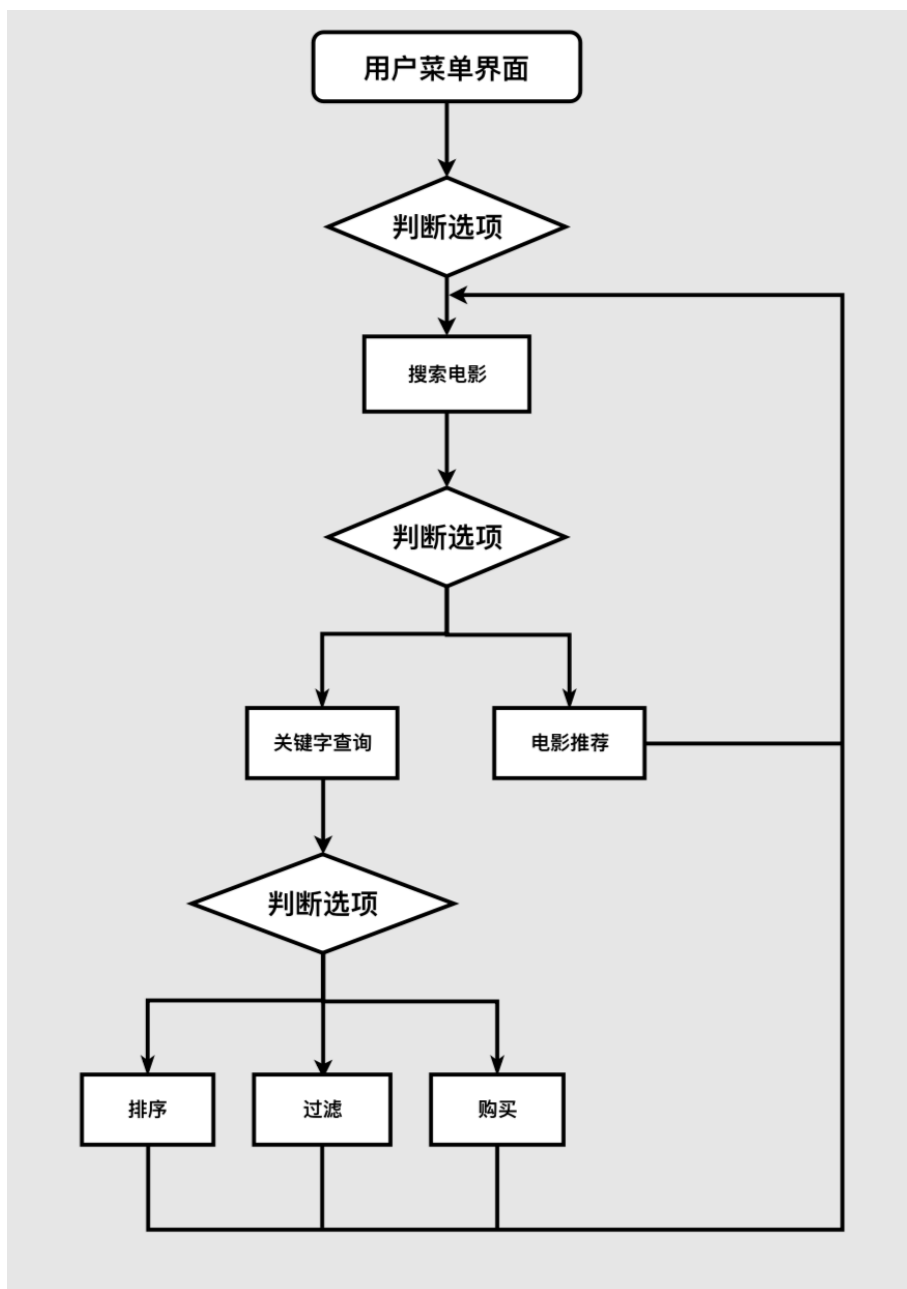 用户菜单界面
判断选项
搜索电影
判断选项
关键字查询
电影推荐
判断选项
排序
过滤
购买